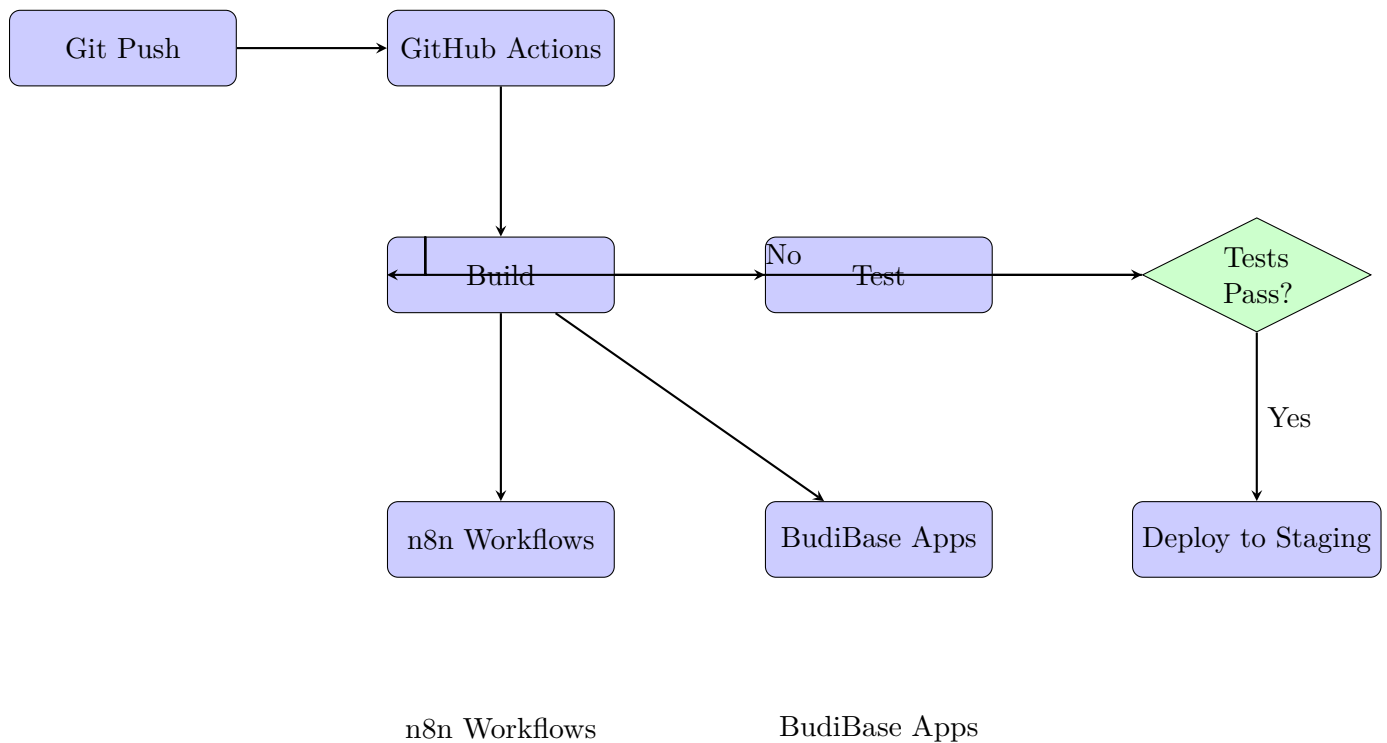 Git Push
GitHub Actions
Build
No
Test
Tests
Pass?
Yes
n8n Workflows
BudiBase Apps
Deploy to Staging
n8n Workflows
BudiBase Apps